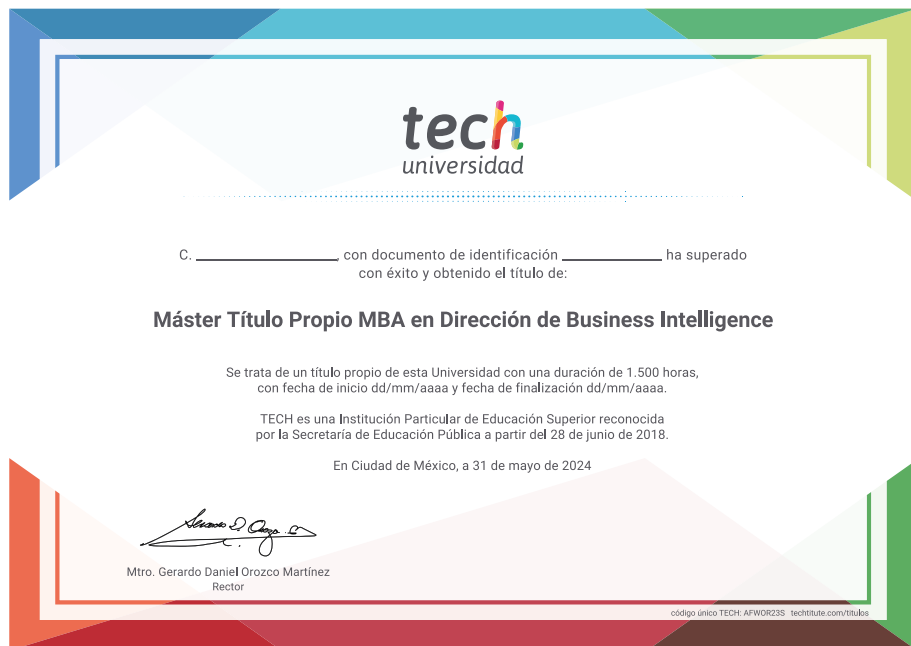 tech
universidad
C. ____________, con documento de identificación ____________ ha superado
con éxito y obtenido el título de:
Máster Título Propio MBA en Dirección de Business Intelligence
Se trata de un título propio de esta Universidad con una duración de 1.500 horas,
con fecha de inicio dd/mm/aaaa y fecha de finalización dd/mm/aaaa.
TECH es una Institución Particular de Educación Superior reconocida
por la Secretaría de Educación Pública a partir del 28 de junio de 2018.
En Ciudad de México, a 31 de mayo de 2024
Mtro. Gerardo Daniel Orozco Martínez
Rector
código único TECH: AFWOR23S techtitute.com/titulos